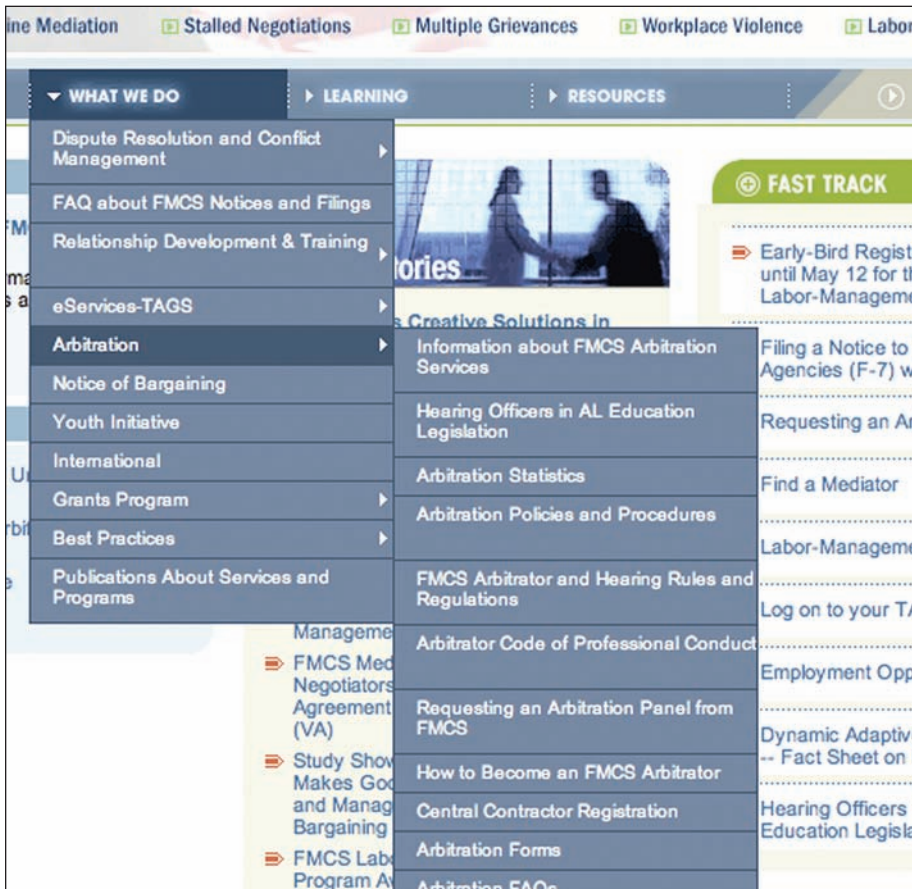 ine Mediation
Stalled Negotiations
Multiple Grievances
Workplace Violence
Labor
WHAT WE DO
LEARNING
RESOURCES
Dispute Resolution and Conflict
Management
FAQ about FMCS Notices and Filings
Relationship Development & Training
eServices-TAGS
Arbitration
Notice of Bargaining
Youth Initiative
International
Grants Program
Best Practices
Publications About Services and
Programs
tories
s Creative Solutions in
Information about FMCS Arbitration
Services
Hearing Officers in AL Education
Legislation
Arbitration Statistics
Arbitration Policies and Procedures
FMCS Arbitrator and Hearing Rules and
Regulations
Arbitrator Code of Professional Conduct
Requesting an Arbitration Panel from
FMCS
How to Become an FMCS Arbitrator
Central Contractor Registration
Arbitration Forms
Arbitration FAQs
Manageme
FMCS Med
Negotiators
Agreement
(VA)
Study Show
Makes Goo
and Manag
Bargaining
FMCS Labo
Program Av
FAST TRACK
Early-Bird Regist
until May 12 for th
Labor-Manageme
Filing a Notice to
Agencies (F-7) w
Requesting an Ar
Find a Mediator
Labor-Manageme
Log on to your TA
Employment Opp
Dynamic Adaptive
-- Fact Sheet on
Hearing Officers
Education Legisla